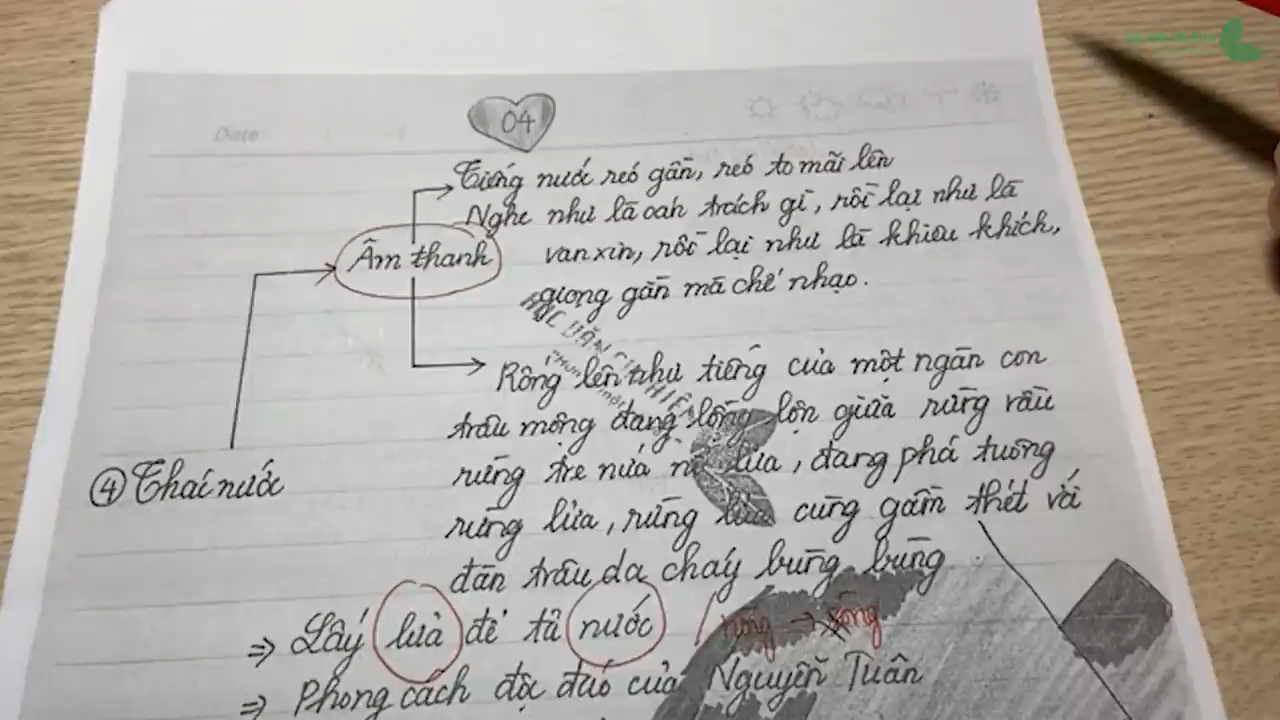 Date
04
Tiếng nước réo gần, réo to mãi lên
Nghe như là oán trách gì, rồi lại như là
van xin, rồi lại như là khiêu khích,
giọng gằn mà chế nhạo.
Âm thanh
Rống lên như tiếng của một ngàn con
trâu mộng đang lồng lộn giữa rừng vầu
rừng tre nứa nổ lửa, đang phá tuông
rừng lửa, rừng lửa cùng gầm thét với
đàn trâu da cháy bùng bùng
④ Thác nước
⇒ Lấy lửa để tả nước
rừng → sông
⇒ Phong cách độc đáo của Nguyễn Tuân